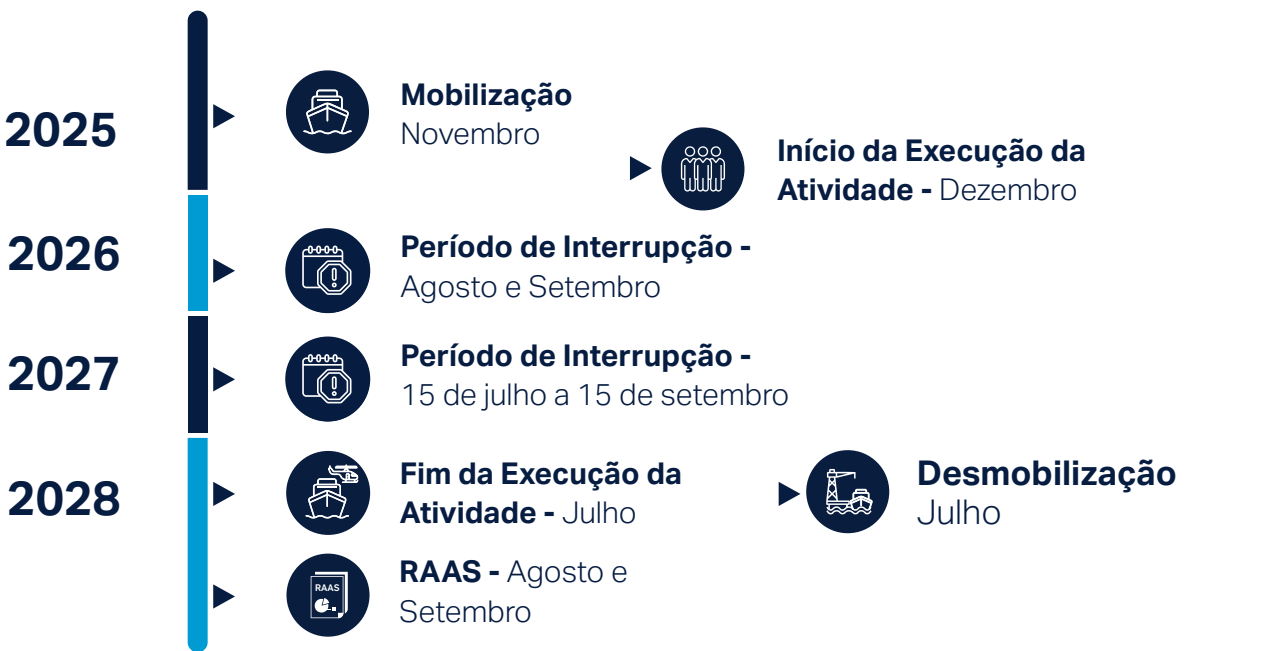 2025
Mobilização
Novembro
Início da Execução da
Atividade - Dezembro
2026
Período de Interrupção -
Agosto e Setembro
2027
Período de Interrupção -
15 de julho a 15 de setembro
2028
Fim da Execução da
Atividade - Julho
Desmobilização
Julho
RAAS
RAAS - Agosto e
Setembro